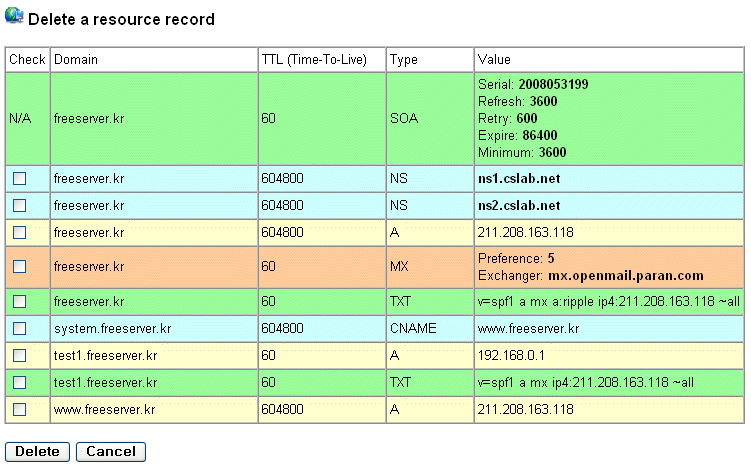 Delete a resource record
Check Domain TTL (Time-To-Live) Type Value
N/A freeserver.kr 60 SOA Serial: 2008053199
Refresh: 3600
Retry: 600
Expire: 86400
Minimum: 3600
freeserver.kr 604800 NS ns1.cslab.net
freeserver.kr 604800 NS ns2.cslab.net
freeserver.kr 604800 A 211.208.163.118
freeserver.kr 60 MX Preference: 5
Exchanger: mx.openmail.paran.com
freeserver.kr 60 TXT v=spf1 a mx a:ripple ip4:211.208.163.118 ~all
system.freeserver.kr 604800 CNAME www.freeserver.kr
test1.freeserver.kr 60 A 192.168.0.1
test1.freeserver.kr 60 TXT v=spf1 a mx ip4:211.208.163.118 ~all
www.freeserver.kr 604800 A 211.208.163.118
Delete Cancel